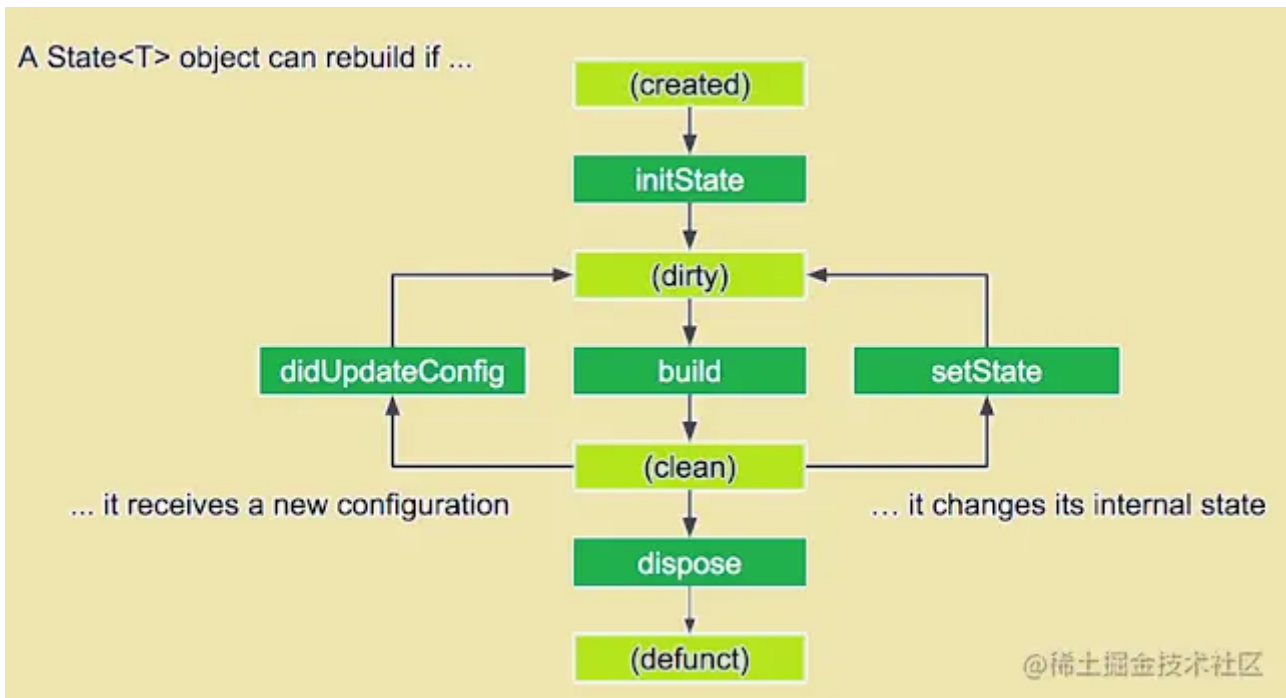 A State<T> object can rebuild if ...
(created)
initState
(dirty)
didUpdateConfig
build
setState
(clean)
... it receives a new configuration
... it changes its internal state
dispose
(defunct)
@稀土掘金技术社区